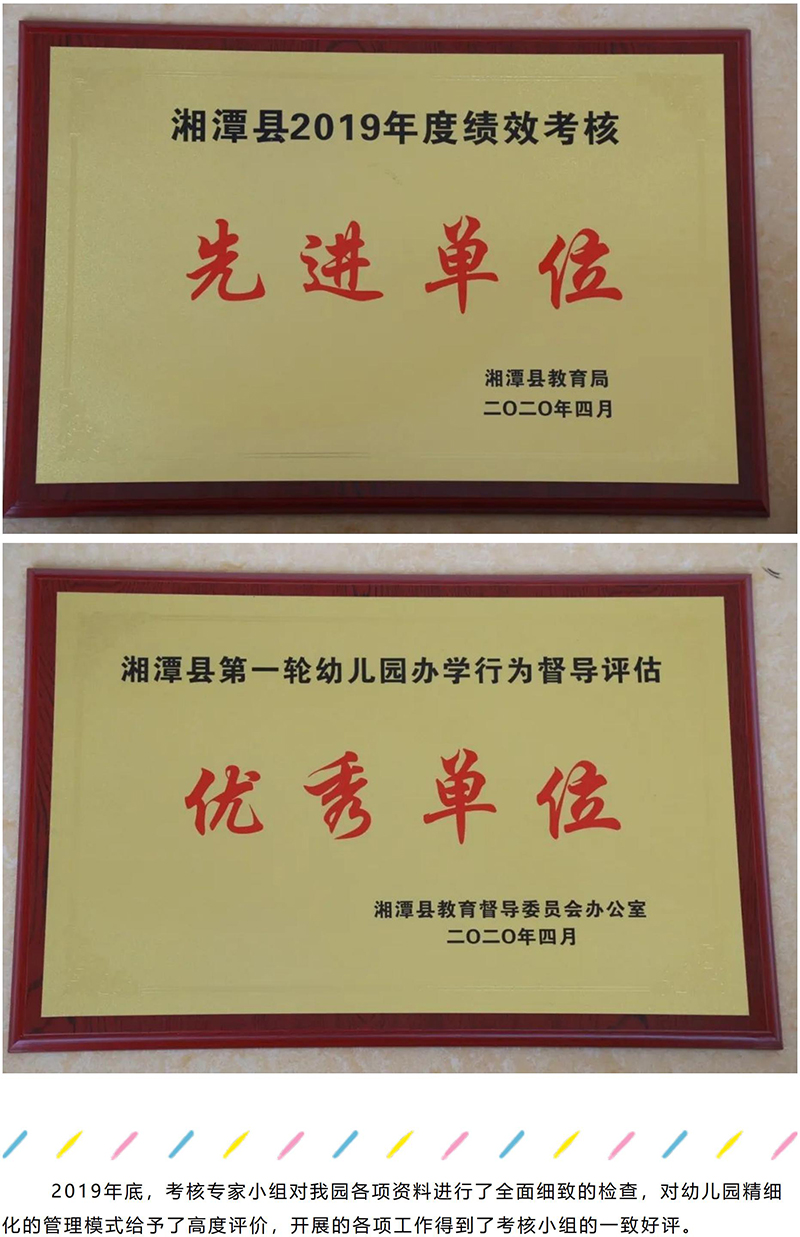 湘潭县2019年度绩效考核
先进单位
湘潭县教育局
二〇二〇年四月
湘潭县第一轮幼儿园办学行为督导评估
优秀单位
湘潭县教育督导委员会办公室
二〇二〇年四月
2019年底，考核专家小组对我园各项资料进行了全面细致的检查，对幼儿园精细
化的管理模式给予了高度评价，开展的各项工作得到了考核小组的一致好评。